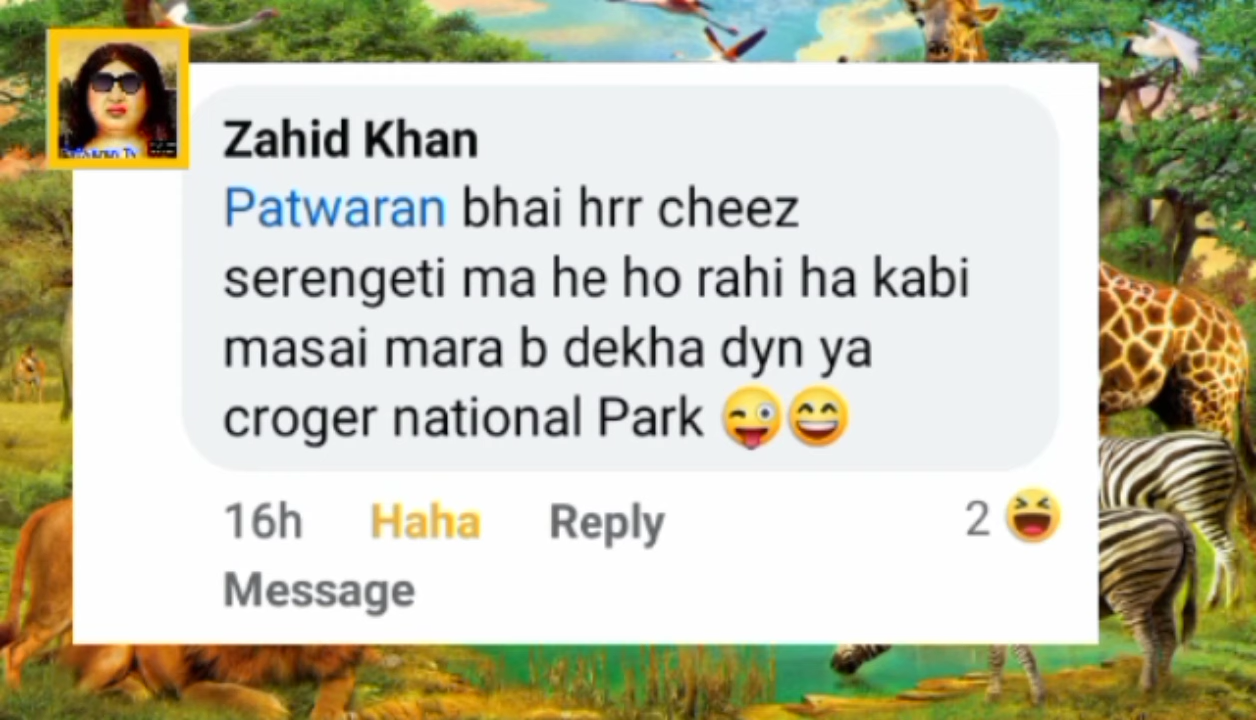 Zahid Khan
Patwaran bhai hrr cheez
serengeti ma he ho rahi ha kabi
masai mara b dekha dyn ya
croger national Park 😜😄
16h Haha Reply 2 😆
Message